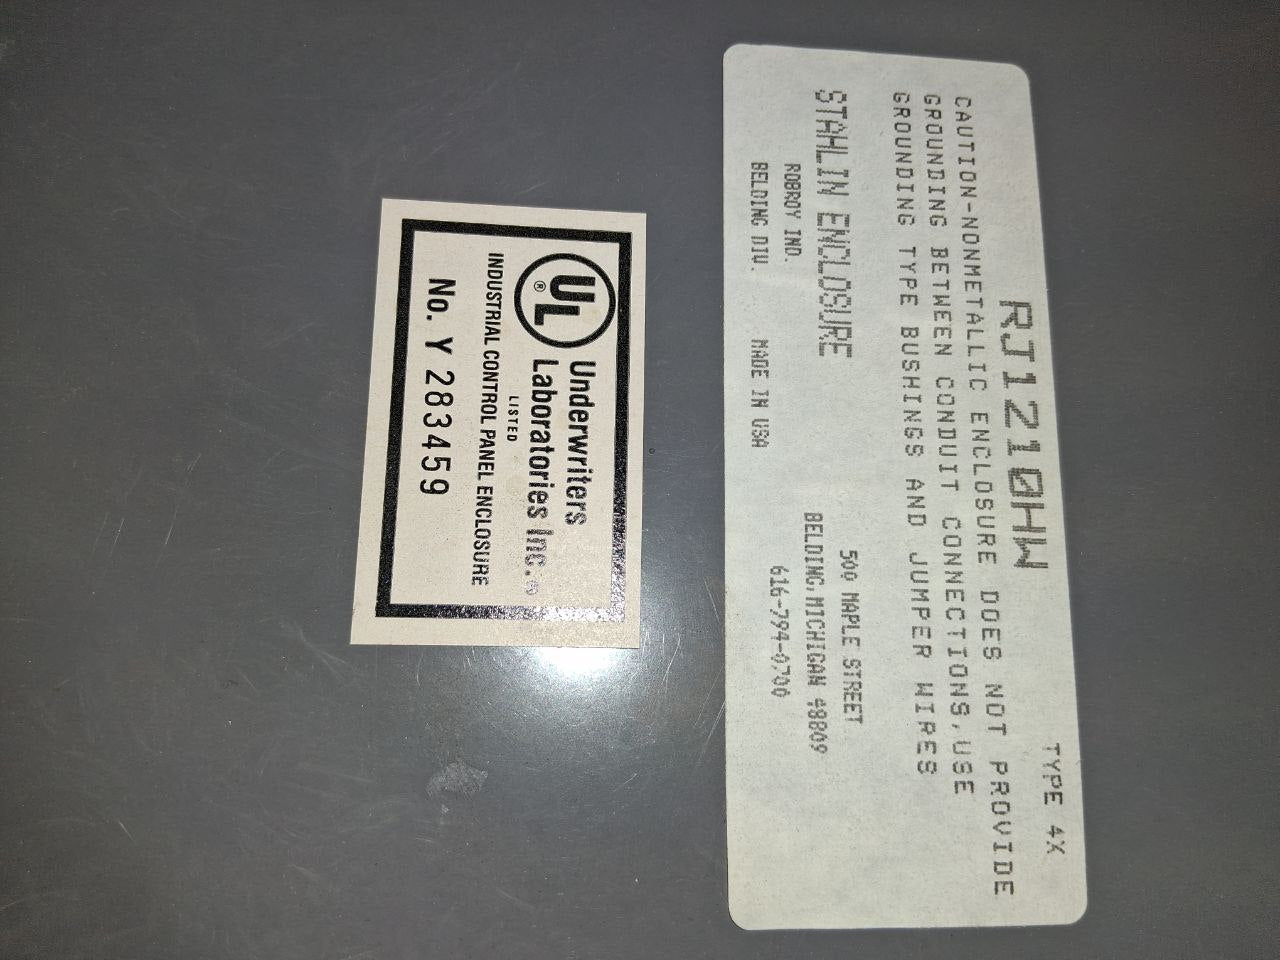 RJ1210HW
TYPE 4X
CAUTION-NONMETALLIC ENCLOSURE DOES NOT PROVIDE
GROUNDING BETWEEN CONDUIT CONNECTIONS,USE
GROUNDING TYPE BUSHINGS AND JUMPER WIRES
STAHLIN ENCLOSURE
500 MAPLE STREET
ROBROY IND.
BELDING,MICHIGAN 48809
BELDING DIV.
MADE IN USA
616-794-0700
UL ®
Underwriters
Laboratories Inc.®
LISTED
INDUSTRIAL CONTROL PANEL ENCLOSURE
No. Y 283459